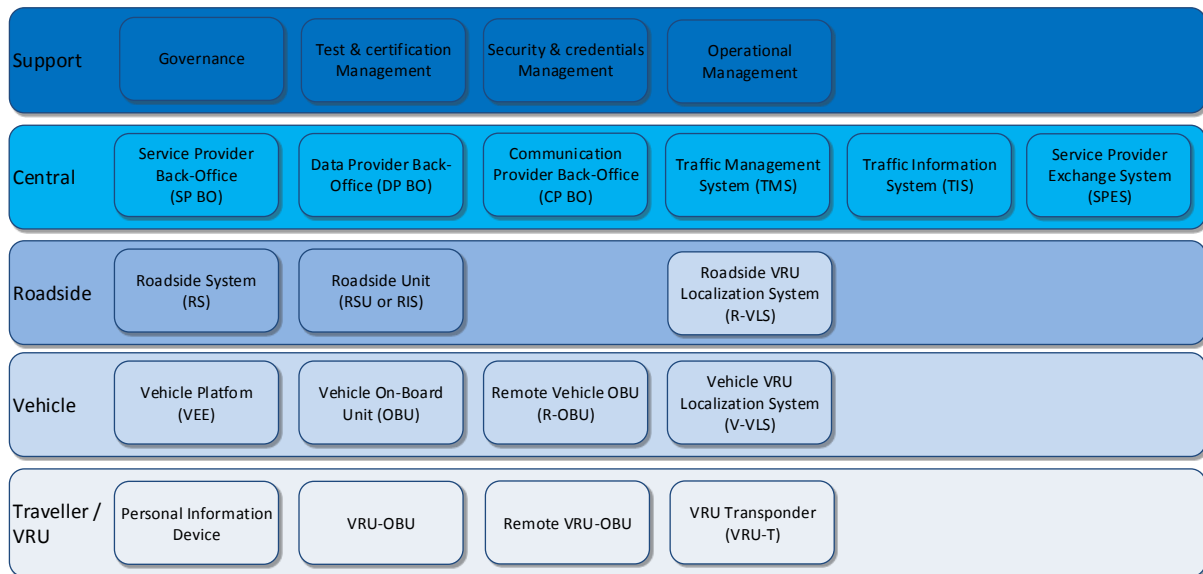 Support
Governance
Test & certification
Management
Security & credentials
Management
Operational
Management
Central
Service Provider
Back-Office
(SP BO)
Data Provider Back-
Office (DP BO)
Communication
Provider Back-Office
(CP BO)
Traffic Management
System (TMS)
Traffic Information
System (TIS)
Service Provider
Exchange System
(SPES)
Roadside
Roadside System
(RS)
Roadside Unit
(RSU or RIS)
Roadside VRU
Localization System
(R-VLS)
Vehicle
Vehicle Platfom
(VEE)
Vehicle On-Board
Unit (OBU)
Remote Vehicle OBU
(R-OBU)
Vehicle VRU
Localization System
(V-VLS)
Traveller /
VRU
Personal Information
Device
VRU-OBU
Remote VRU-OBU
VRU Transponder
(VRU-T)